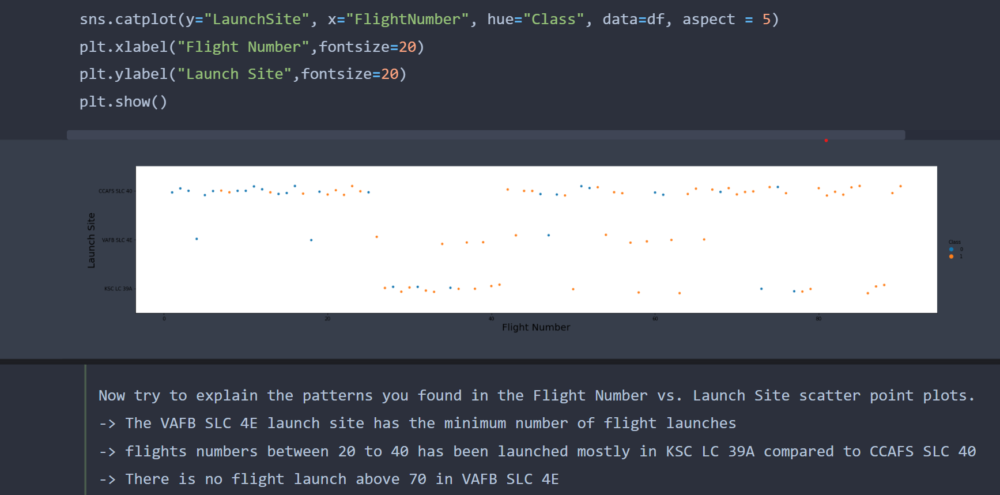 sns.catplot(y="LaunchSite", x="FlightNumber", hue="Class", data=df, aspect = 5)
plt.xlabel("Flight Number",fontsize=20)
plt.ylabel("Launch Site",fontsize=20)
plt.show()
CCAFS SLC 40
VAFB SLC 4E
KSC LC 39A
Launch Site
0 20 40 60 80
Flight Number
Class
0
1
Now try to explain the patterns you found in the Flight Number vs. Launch Site scatter point plots.
-> The VAFB SLC 4E launch site has the minimum number of flight launches
-> flights numbers between 20 to 40 has been launched mostly in KSC LC 39A compared to CCAFS SLC 40
-> There is no flight launch above 70 in VAFB SLC 4E